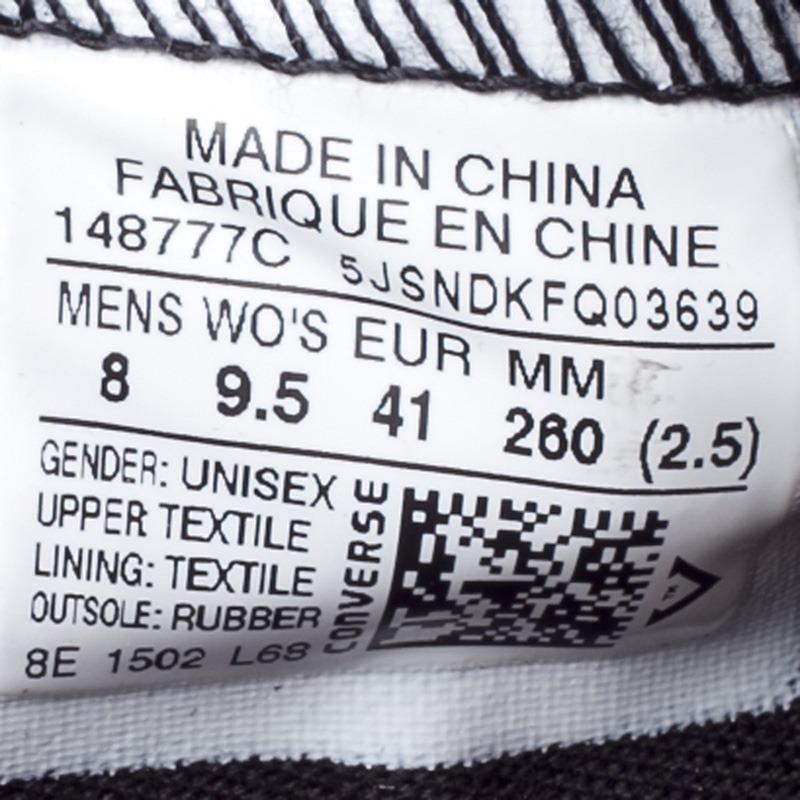 MADE IN CHINA
FABRIQUE EN CHINE
148777C 5JSNDKFQ03639
MENS WO'S EUR MM
8 9.5 41 260 (2.5)
GENDER: UNISEX
UPPER TEXTILE
LINING: TEXTILE
OUTSOLE: RUBBER
8E 1502 L68
CONVERSE